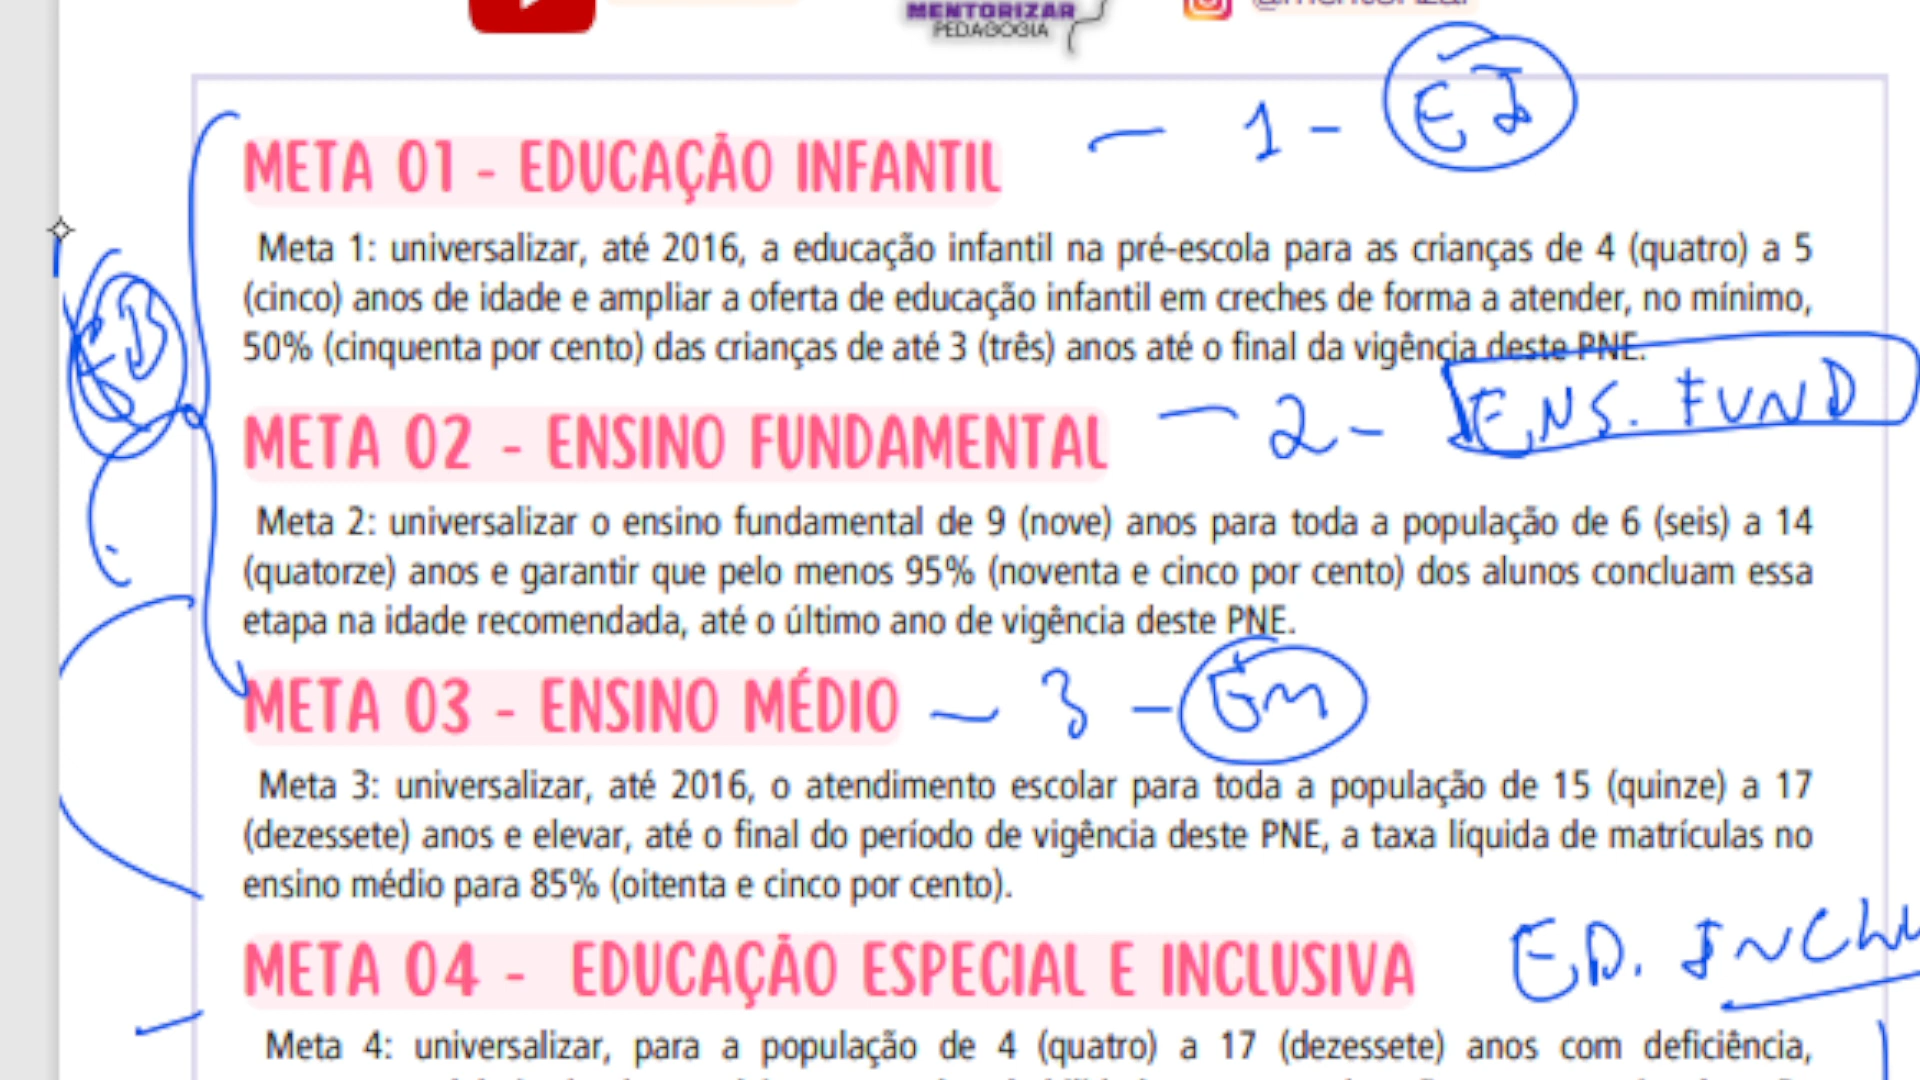 MENTORIZAR
PEDAGOGIA
META 01 - EDUCAÇÃO INFANTIL
1 - EI
Meta 1: universalizar, até 2016, a educação infantil na pré-escola para as crianças de 4 (quatro) a 5
(cinco) anos de idade e ampliar a oferta de educação infantil em creches de forma a atender, no mínimo,
50% (cinquenta por cento) das crianças de até 3 (três) anos até o final da vigência deste PNE.
EB
META 02 - ENSINO FUNDAMENTAL
2 - ENS. FUND
Meta 2: universalizar o ensino fundamental de 9 (nove) anos para toda a população de 6 (seis) a 14
(quatorze) anos e garantir que pelo menos 95% (noventa e cinco por cento) dos alunos concluam essa
etapa na idade recomendada, até o último ano de vigência deste PNE.
META 03 - ENSINO MÉDIO
3 - EM
Meta 3: universalizar, até 2016, o atendimento escolar para toda a população de 15 (quinze) a 17
(dezessete) anos e elevar, até o final do período de vigência deste PNE, a taxa líquida de matrículas no
ensino médio para 85% (oitenta e cinco por cento).
META 04 - EDUCAÇÃO ESPECIAL E INCLUSIVA
ED. INCLU
Meta 4: universalizar, para a população de 4 (quatro) a 17 (dezessete) anos com deficiência,